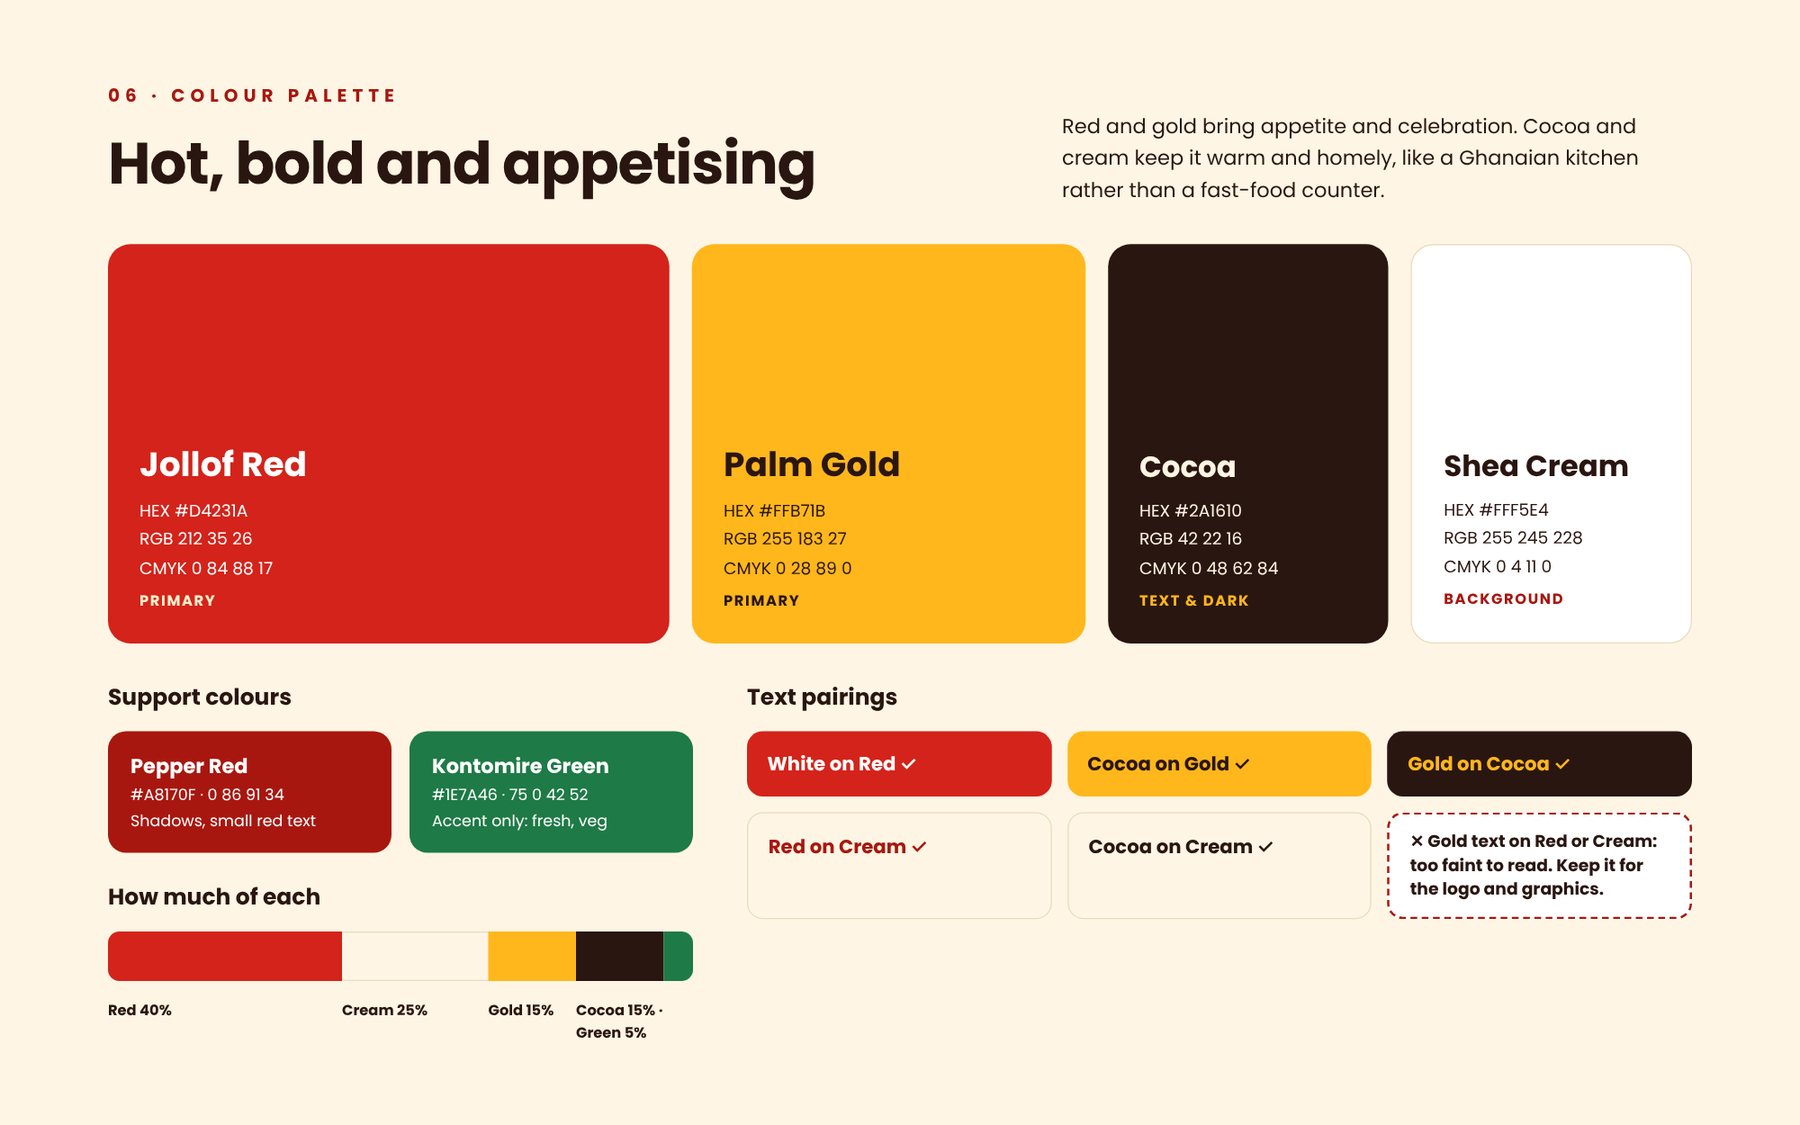 06 · COLOUR PALETTE
Hot, bold and appetising
Red and gold bring appetite and celebration. Cocoa and
cream keep it warm and homely, like a Ghanaian kitchen
rather than a fast-food counter.
Jollof Red
HEX #D4231A
RGB 212 35 26
CMYK 0 84 88 17
PRIMARY
Palm Gold
HEX #FFB71B
RGB 255 183 27
CMYK 0 28 89 0
PRIMARY
Cocoa
HEX #2A1610
RGB 42 22 16
CMYK 0 48 62 84
TEXT & DARK
Shea Cream
HEX #FFF5E4
RGB 255 245 228
CMYK 0 4 11 0
BACKGROUND
Support colours
Pepper Red
#A8170F · 0 86 91 34
Shadows, small red text
Kontomire Green
#1E7A46 · 75 0 42 52
Accent only: fresh, veg
How much of each
Red 40%
Cream 25%
Gold 15%
Cocoa 15% ·
Green 5%
Text pairings
White on Red ✓
Cocoa on Gold ✓
Gold on Cocoa ✓
Red on Cream ✓
Cocoa on Cream ✓
✕ Gold text on Red or Cream:
too faint to read. Keep it for
the logo and graphics.